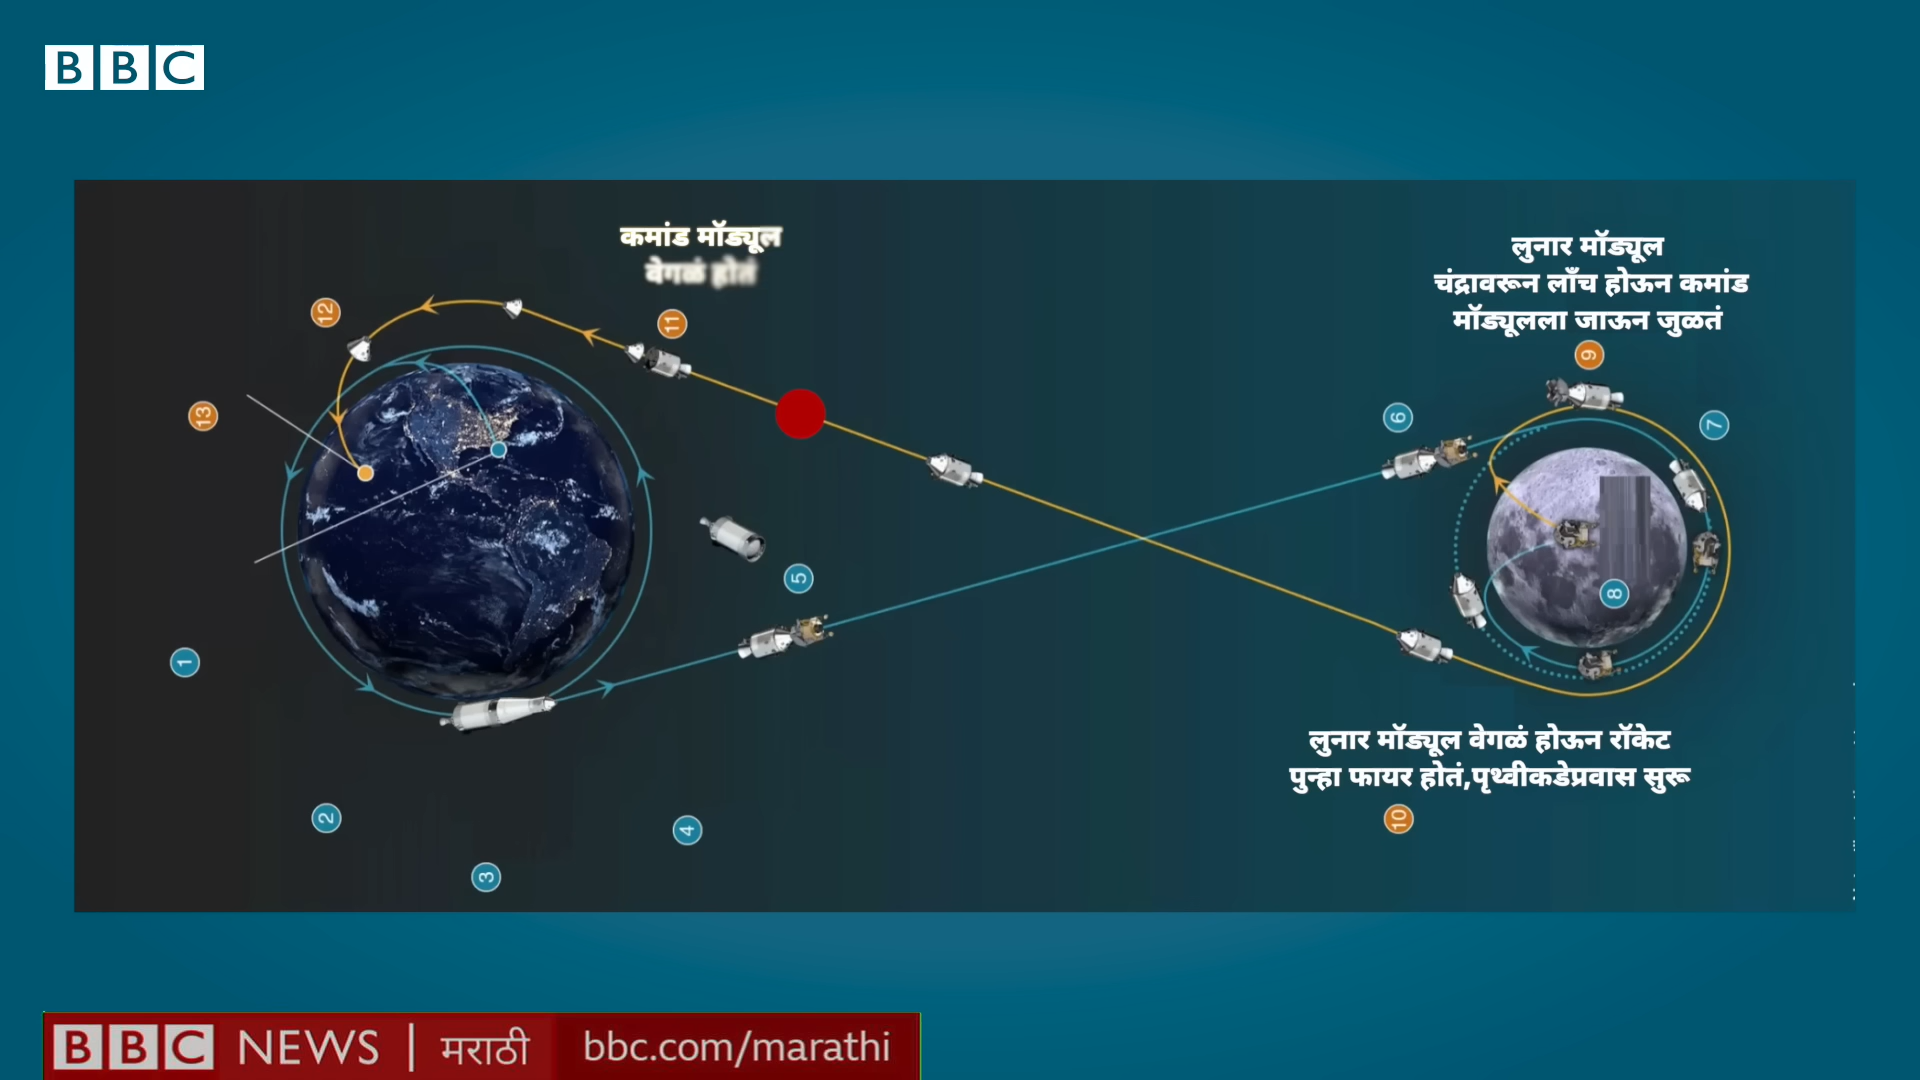 BBC
कमांड मॉड्यूल
वेगळं होतं
लुनार मॉड्यूल
चंद्रावरून लाँच होऊन कमांड
मॉड्यूलला जाऊन जुळतं
12
11
9
13
6
7
5
8
1
लुनार मॉड्यूल वेगळं होऊन रॉकेट
पुन्हा फायर होतं,पृथ्वीकडेप्रवास सुरू
2
4
10
3
BBC NEWS | मराठी bbc.com/marathi